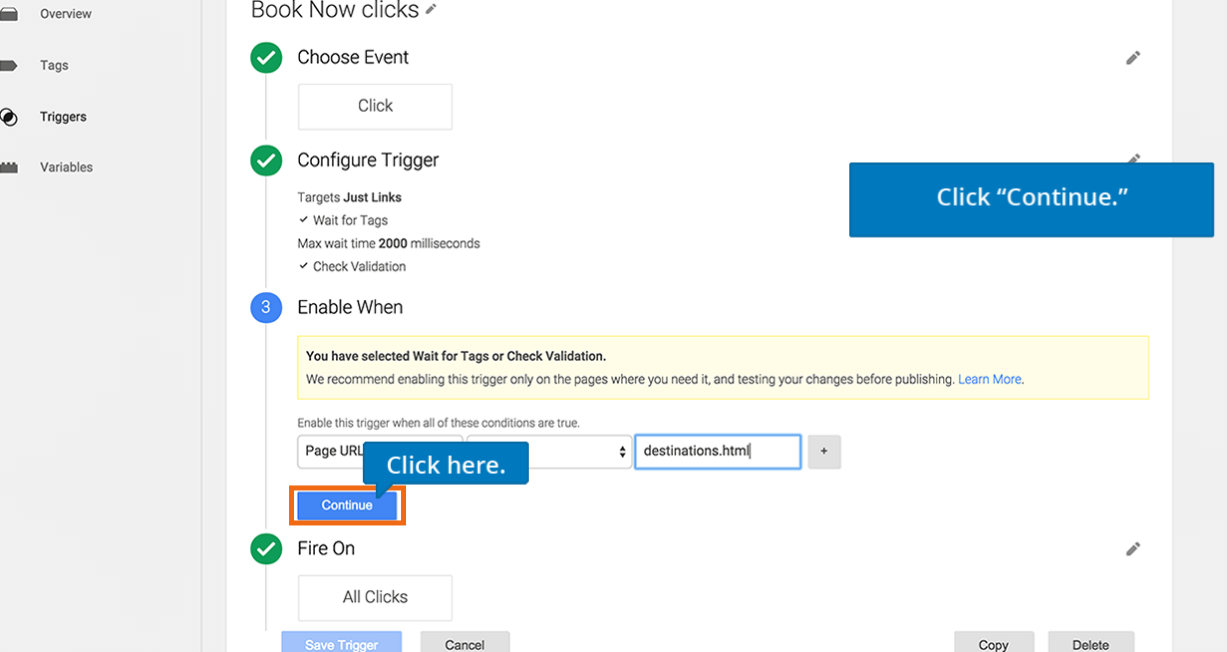 Overview
Tags
Triggers
Variables
Book Now clicks
Choose Event
Click
Configure Trigger
Targets Just Links
Wait for Tags
Max wait time 2000 milliseconds
Check Validation
Click “Continue.”
3 Enable When
You have selected Wait for Tags or Check Validation.
We recommend enabling this trigger only on the pages where you need it, and testing your changes before publishing. Learn More.
Enable this trigger when all of these conditions are true.
Page URL destinations.html +
Click here.
Continue
Fire On
All Clicks
Save Trigger Cancel Copy Delete